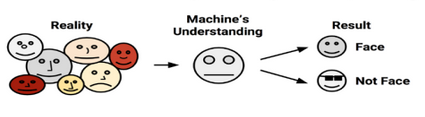 Reality
Machine's
Understanding
Result
Face
Not Face